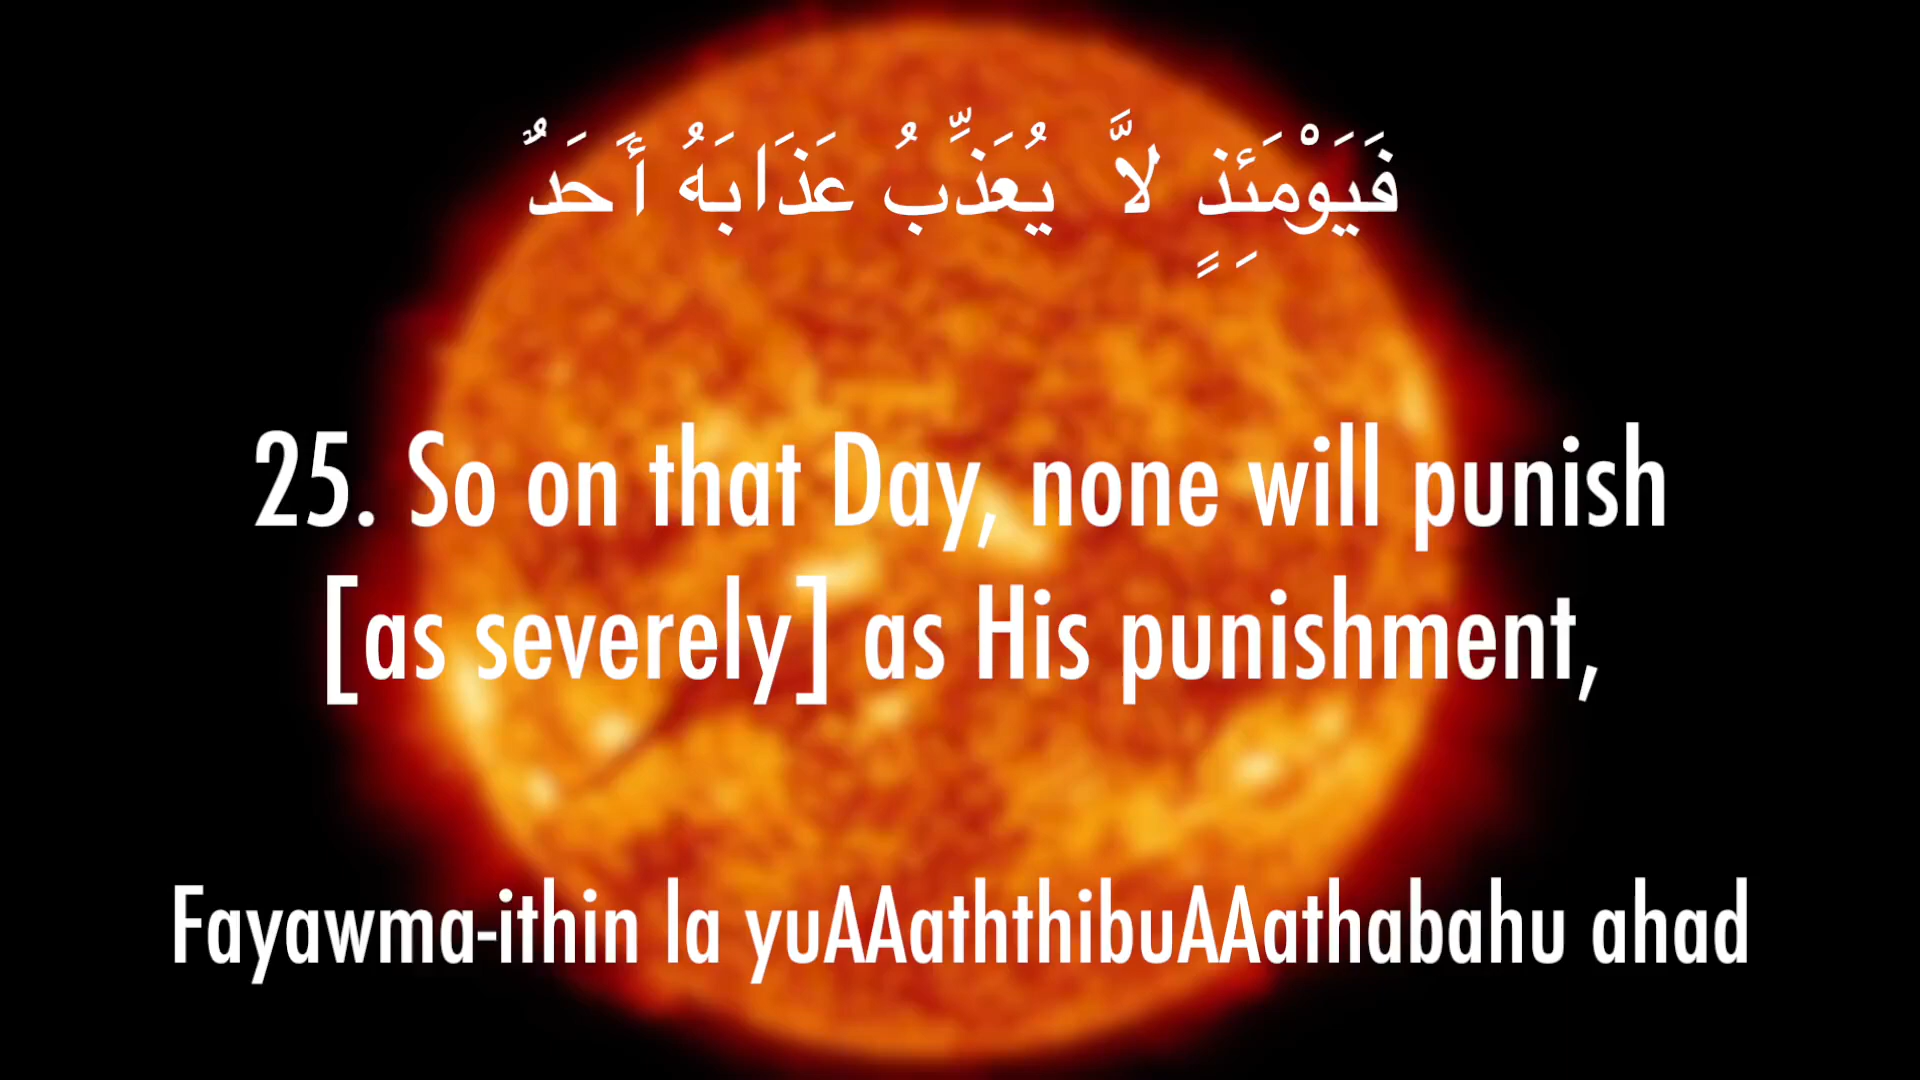 فَيَوْمَئِذٍ لاَّ يُعَذِّبُ عَذَابَهُ أَحَدٌ
25. So on that Day, none will punish
[as severely] as His punishment,
Fayawma-ithin la yuAAaththibuAAathabahu ahad